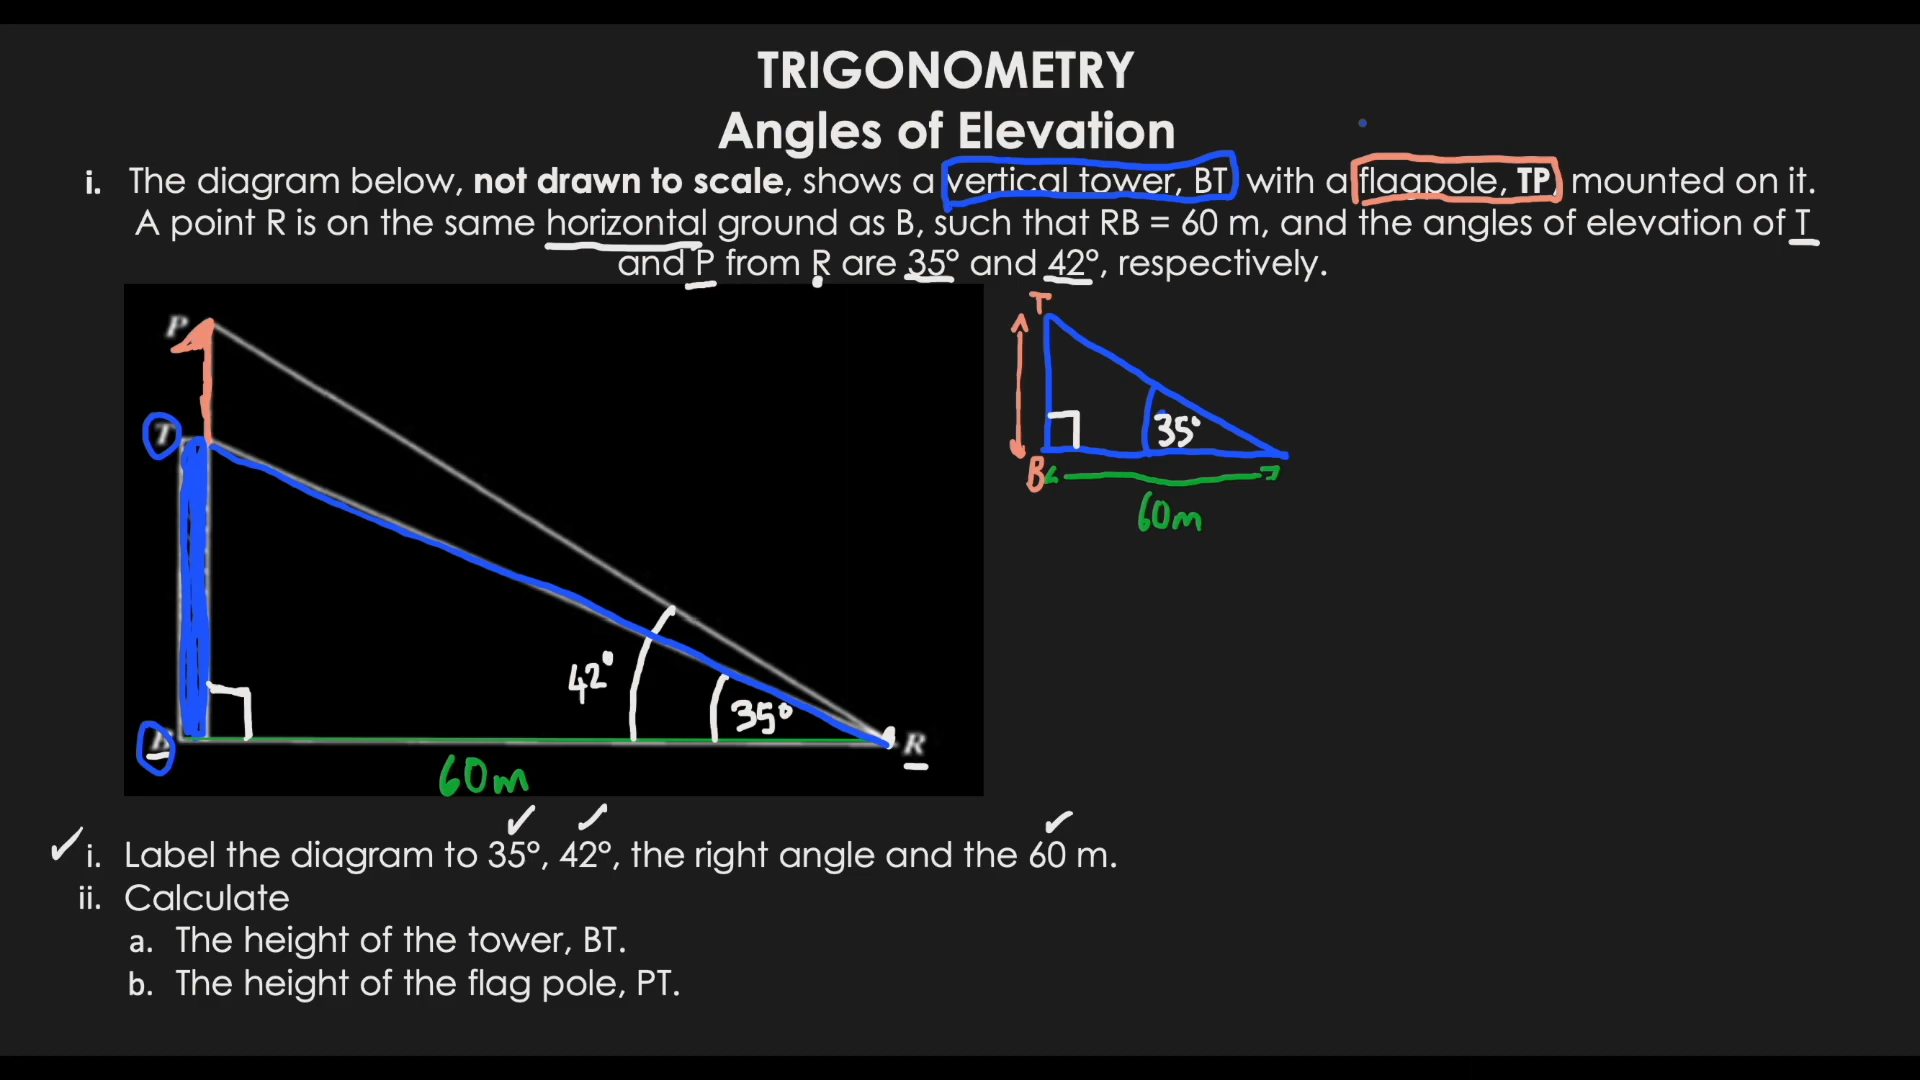 TRIGONOMETRY
Angles of Elevation
i. The diagram below, not drawn to scale, shows a vertical tower, BT with a flagpole, TP, mounted on it.
A point R is on the same horizontal ground as B, such that RB = 60 m, and the angles of elevation of T
and P from R are 35° and 42°, respectively.
P
T
T
35°
B
60m
42°
35°
B
R
60m
i. Label the diagram to 35°, 42°, the right angle and the 60 m.
ii. Calculate
a. The height of the tower, BT.
b. The height of the flag pole, PT.